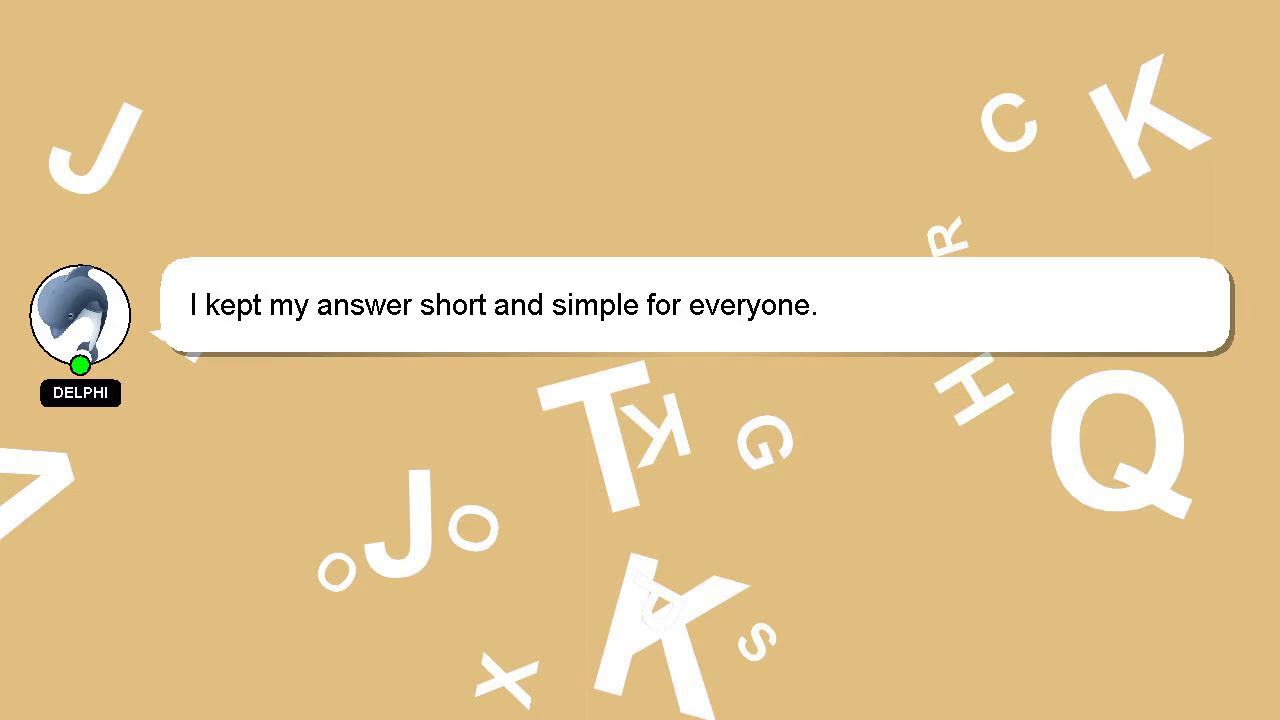 J
C
K
R
I kept my answer short and simple for everyone.
DELPHI
T
K
G
H
Q
J
O
O
K
P
S
X